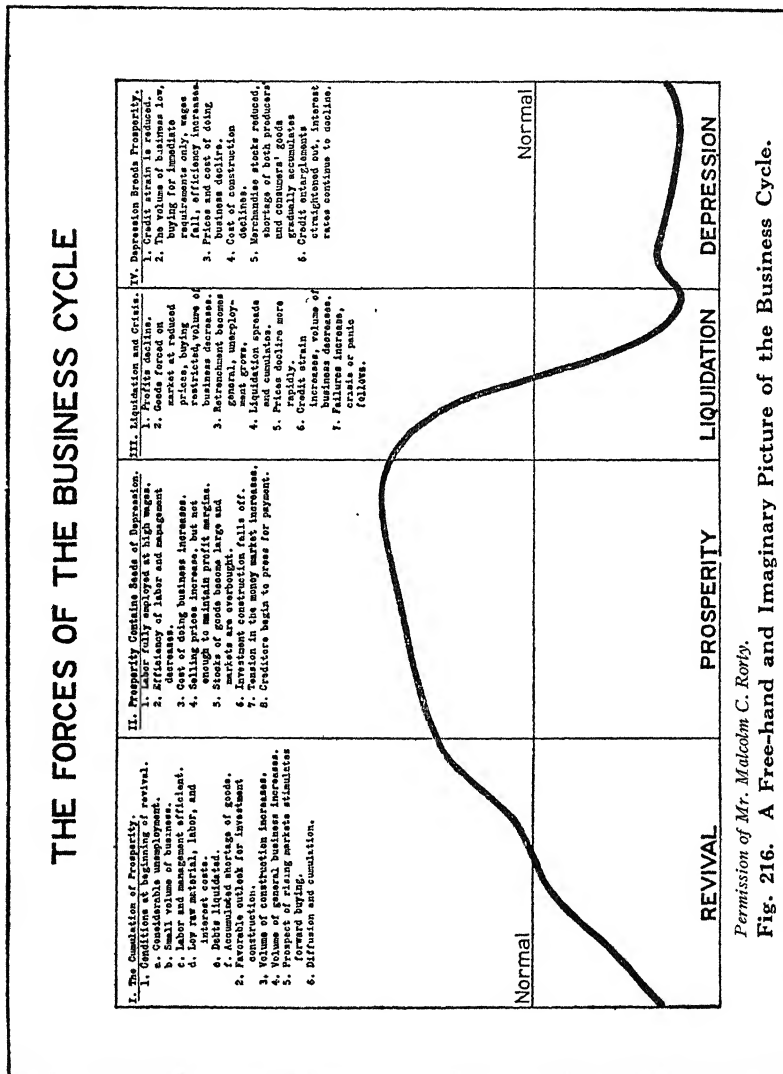 THE FORCES OF THE BUSINESS CYCLE
I. The Cumulation of Prosperity.
1. Conditions at beginning of revival.
a. Considerable unemployment.
b. Small volume of business.
c. Labor and management efficient.
d. Low raw material, labor, and
interest costs.
e. Debts liquidated.
f. Accumulated shortage of goods.
2. Favorable outlook for investment
construction.
3. Volume of construction increases.
4. Volume of general business increases.
5. Prospect of rising markets stimulates
forward buying.
6. Diffusion and cumulation.
II. Prosperity Contains Seeds of Depression.
1. Labor fully employed at high wages.
2. Efficiency of labor and management
decreases.
3. Cost of doing business increases.
4. Selling prices increase, but not
enough to maintain profit margins.
5. Stocks of goods become large and
markets are overbought.
6. Investment construction falls off.
7. Tension in the money market increases.
8. Creditors begin to press for payment.
III. Liquidation and Crisis.
1. Profits decline.
2. Goods forced on
market at reduced
prices, buying
restricted, volume of
business decreases.
3. Retrenchment becomes
general, unemploy-
ment grows.
4. Liquidation spreads
and cumulates.
5. Prices decline more
rapidly.
6. Credit strain
increases, volume of
business decreases.
7. Failures increase,
crisis or panic
follows.
IV. Depression Breeds Prosperity.
1. Credit strain is reduced.
2. The volume of business low,
buying for immediate
requirements only, wages
fall, efficiency increases.
3. Prices and cost of doing
business decline.
4. Cost of construction
declines.
5. Merchandise stocks reduced,
shortage of both producers'
and consumers' goods
gradually accumulates
6. Credit entanglements
straightened out, interest
rates continue to decline.
Normal
Normal
REVIVAL
PROSPERITY
LIQUIDATION
DEPRESSION
Permission of Mr. Malcolm C. Rorty.
Fig. 216. A Free-hand and Imaginary Picture of the Business Cycle.